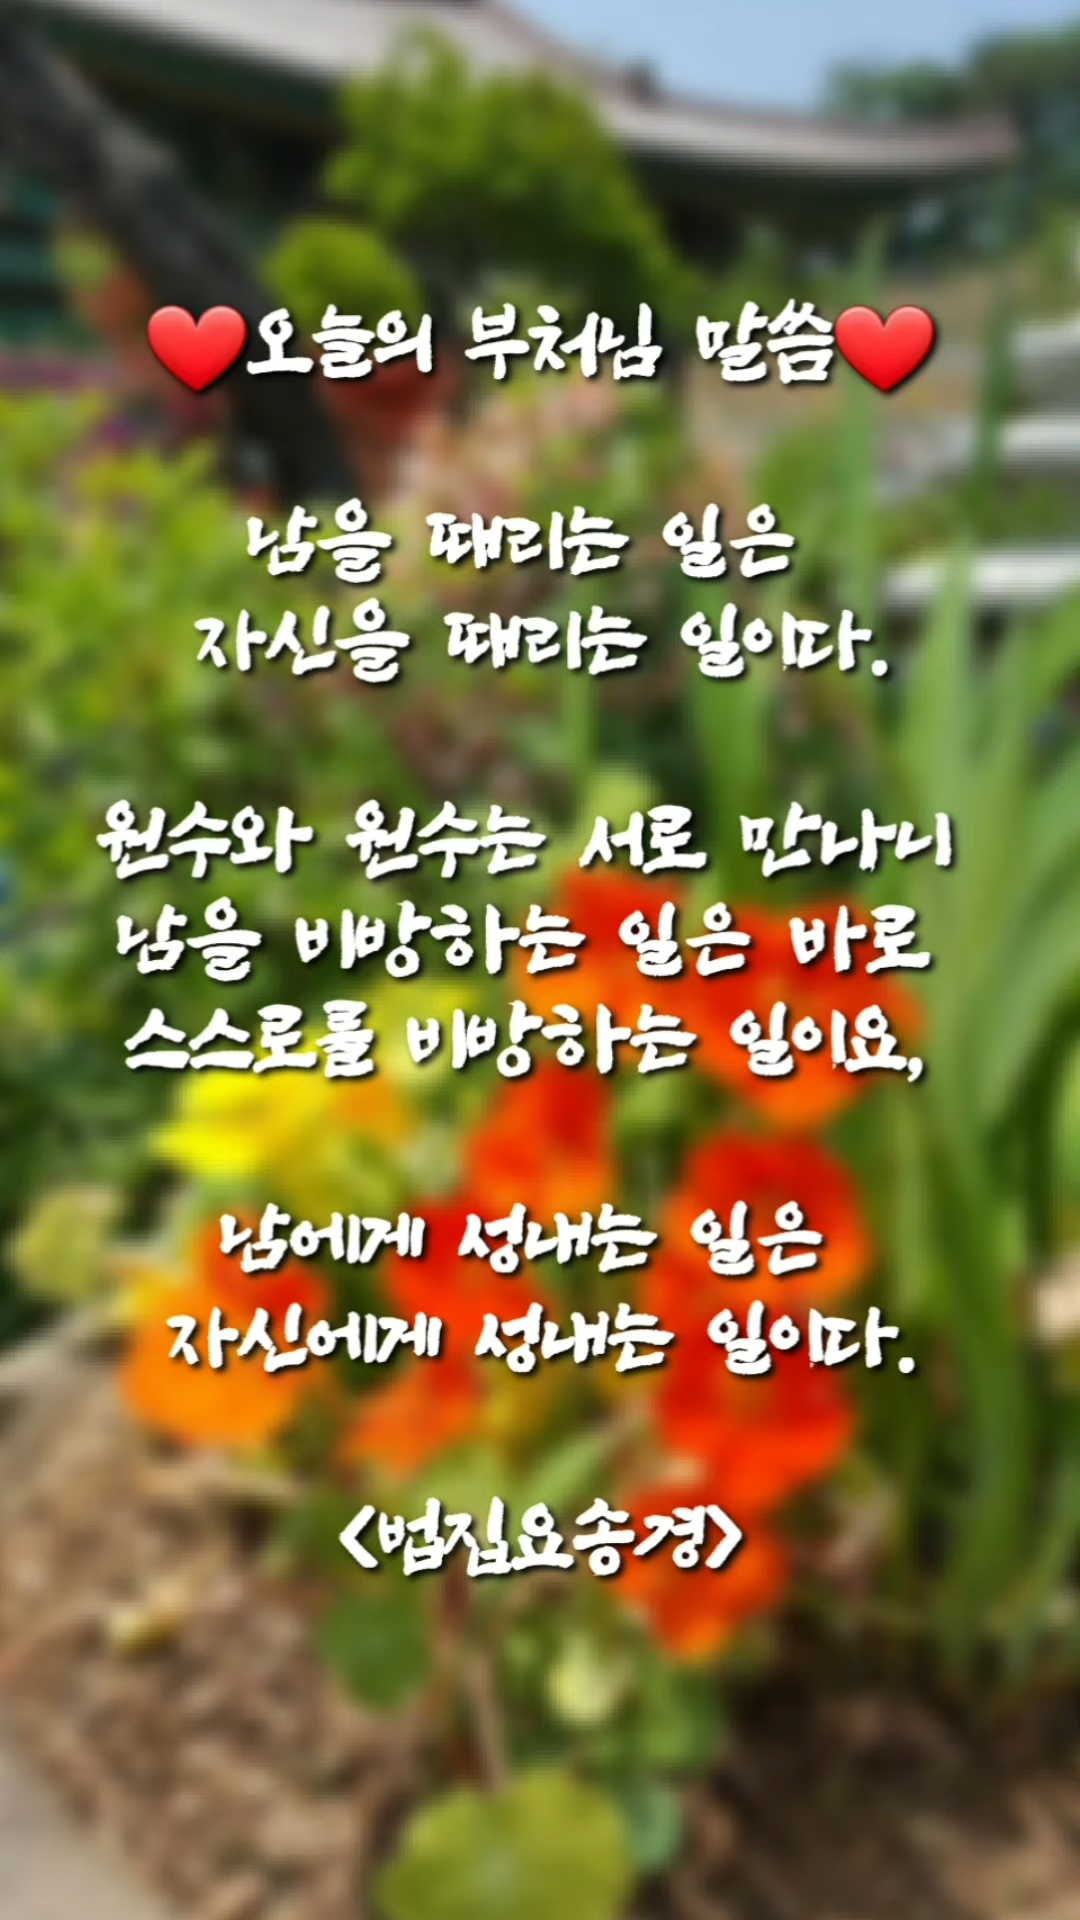 ❤️오늘의 부처님 말씀❤️
남을 때리는 일은
자신을 때리는 일이다.
원수와 원수는 서로 만나니
남을 비방하는 일은 바로
스스로를 비방하는 일이요,
남에게 성내는 일은
자신에게 성내는 일이다.
<법집요송경>